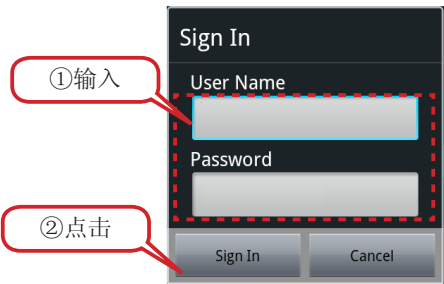 Sign In
①输入
User Name
Password
②点击
Sign In
Cancel